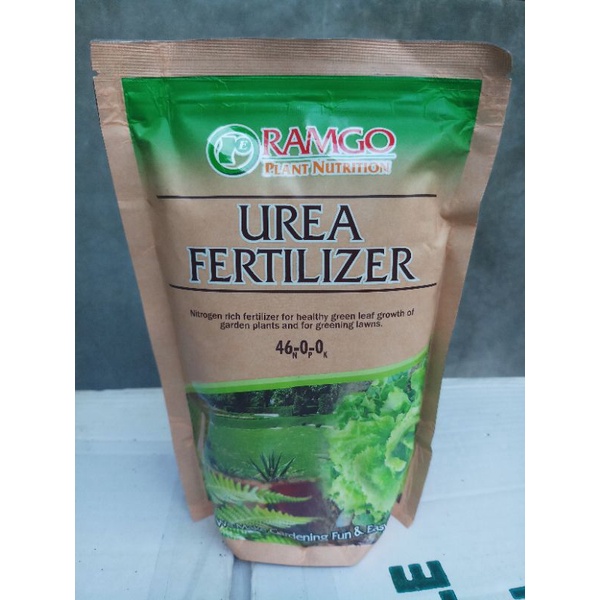 E
RAMGO
PLANT NUTRITION
UREA
FERTILIZER
Nitrogen rich fertilizer for healthy green leaf growth of
garden plants and for greening lawns.
46N-0P-0K
Gardening Fun &
LE